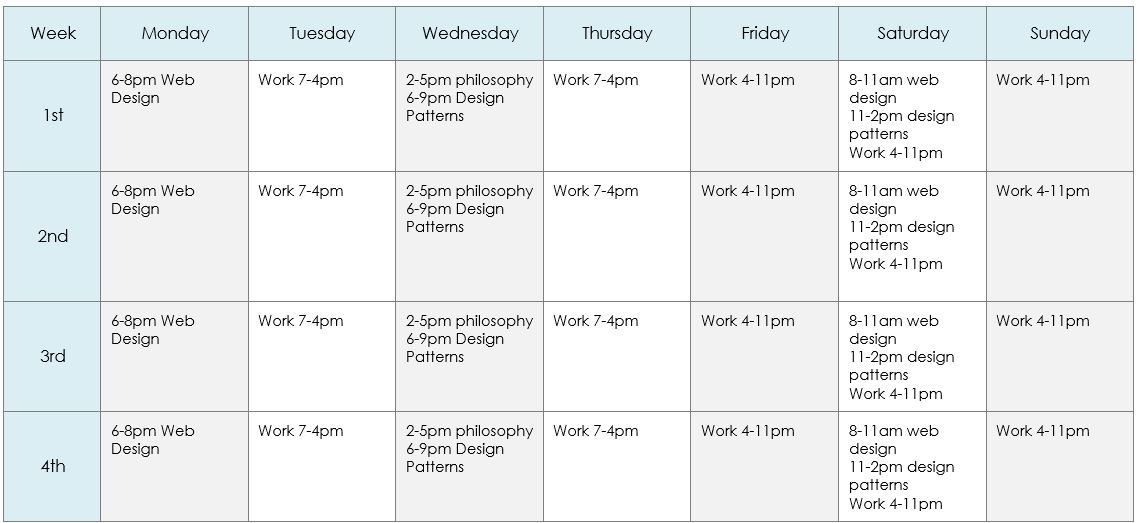 Week Monday Tuesday Wednesday Thursday Friday Saturday Sunday
1st
6-8pm Web
Design
Work 7-4pm
2-5pm philosophy
6-9pm Design
Patterns
Work 7-4pm
Work 4-11pm
8-11am web
design
11-2pm design
patterns
Work 4-11pm
Work 4-11pm
2nd
6-8pm Web
Design
Work 7-4pm
2-5pm philosophy
6-9pm Design
Patterns
Work 7-4pm
Work 4-11pm
8-11am web
design
11-2pm design
patterns
Work 4-11pm
Work 4-11pm
3rd
6-8pm Web
Design
Work 7-4pm
2-5pm philosophy
6-9pm Design
Patterns
Work 7-4pm
Work 4-11pm
8-11am web
design
11-2pm design
patterns
Work 4-11pm
Work 4-11pm
4th
6-8pm Web
Design
Work 7-4pm
2-5pm philosophy
6-9pm Design
Patterns
Work 7-4pm
Work 4-11pm
8-11am web
design
11-2pm design
patterns
Work 4-11pm
Work 4-11pm